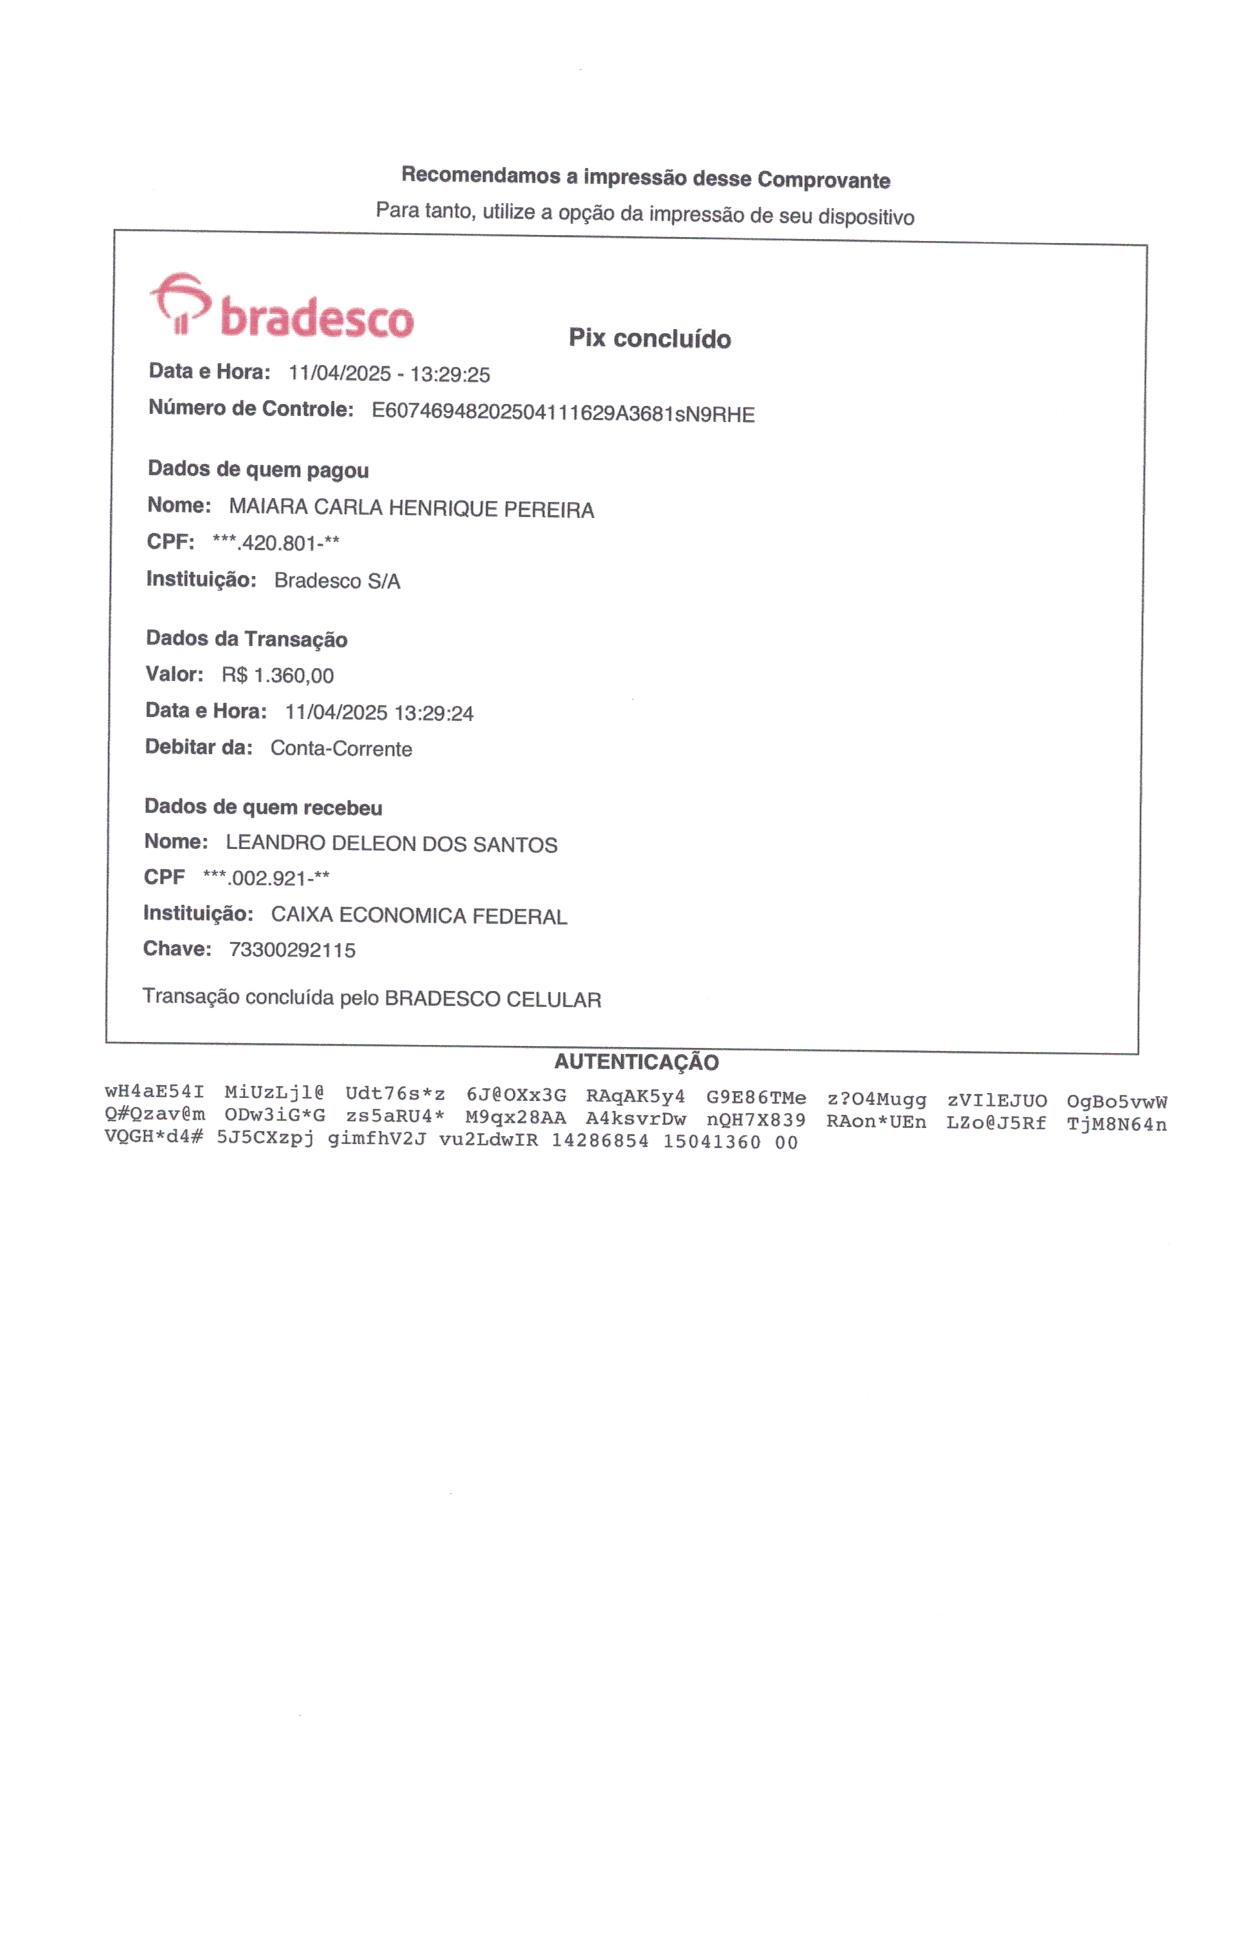 Recomendamos a impressão desse Comprovante
Para tanto, utilize a opção da impressão de seu dispositivo
bradesco
Pix concluído
Data e Hora: 11/04/2025 - 13:29:25
Número de Controle: E60746948202504111629A3681sN9RHE
Dados de quem pagou
Nome: MAIARA CARLA HENRIQUE PEREIRA
CPF: ***.420.801-**
Instituição: Bradesco S/A
Dados da Transação
Valor: R$ 1.360,00
Data e Hora: 11/04/2025 13:29:24
Debitar da: Conta-Corrente
Dados de quem recebeu
Nome: LEANDRO DELEON DOS SANTOS
CPF ***.002.921-**
Instituição: CAIXA ECONOMICA FEDERAL
Chave: 73300292115
Transação concluída pelo BRADESCO CELULAR
AUTENTICAÇÃO
wH4aE54I MiUzLjl@ Udt76s*z 6J@OXx3G RAqAK5y4 G9E86TMe z?O4Mugg zVIlEJUO OgBo5vwW
Q#Qzav@m ODw3iG*G zs5aRU4* M9qx28AA A4ksvrDw nQH7X839 RAon*UEn LZo@J5Rf TjM8N64n
VQGH*d4# 5J5CXzpj gimfhV2J vu2LdwIR 14286854 15041360 00